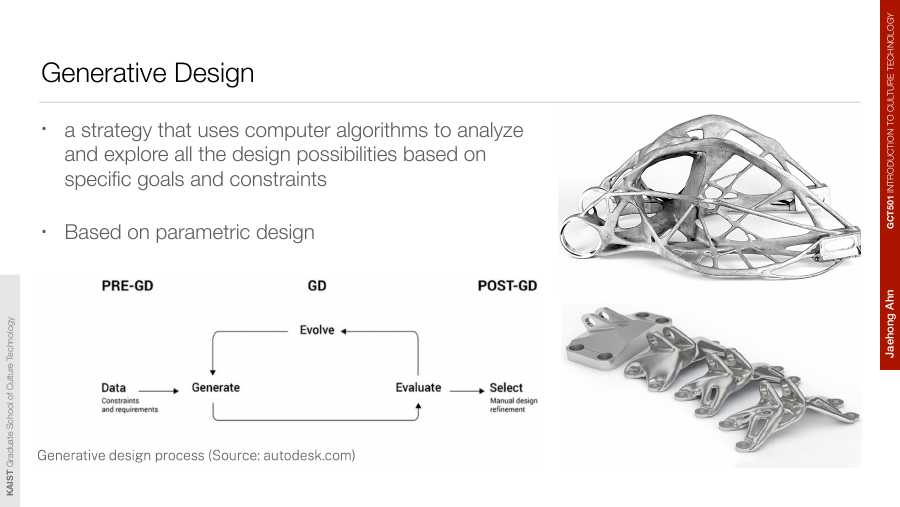 Generative Design
• a strategy that uses computer algorithms to analyze
and explore all the design possibilities based on
specific goals and constraints
• Based on parametric design
PRE-GD GD POST-GD
Evolve
Data Generate Evaluate Select
Constraints
and requirements
Manual design
refinement
Generative design process (Source: autodesk.com)
KAIST Graduate School of Culture Technology
GCT501 INTRODUCTION TO CULTURE TECHNOLOGY
Jaehong Ahn